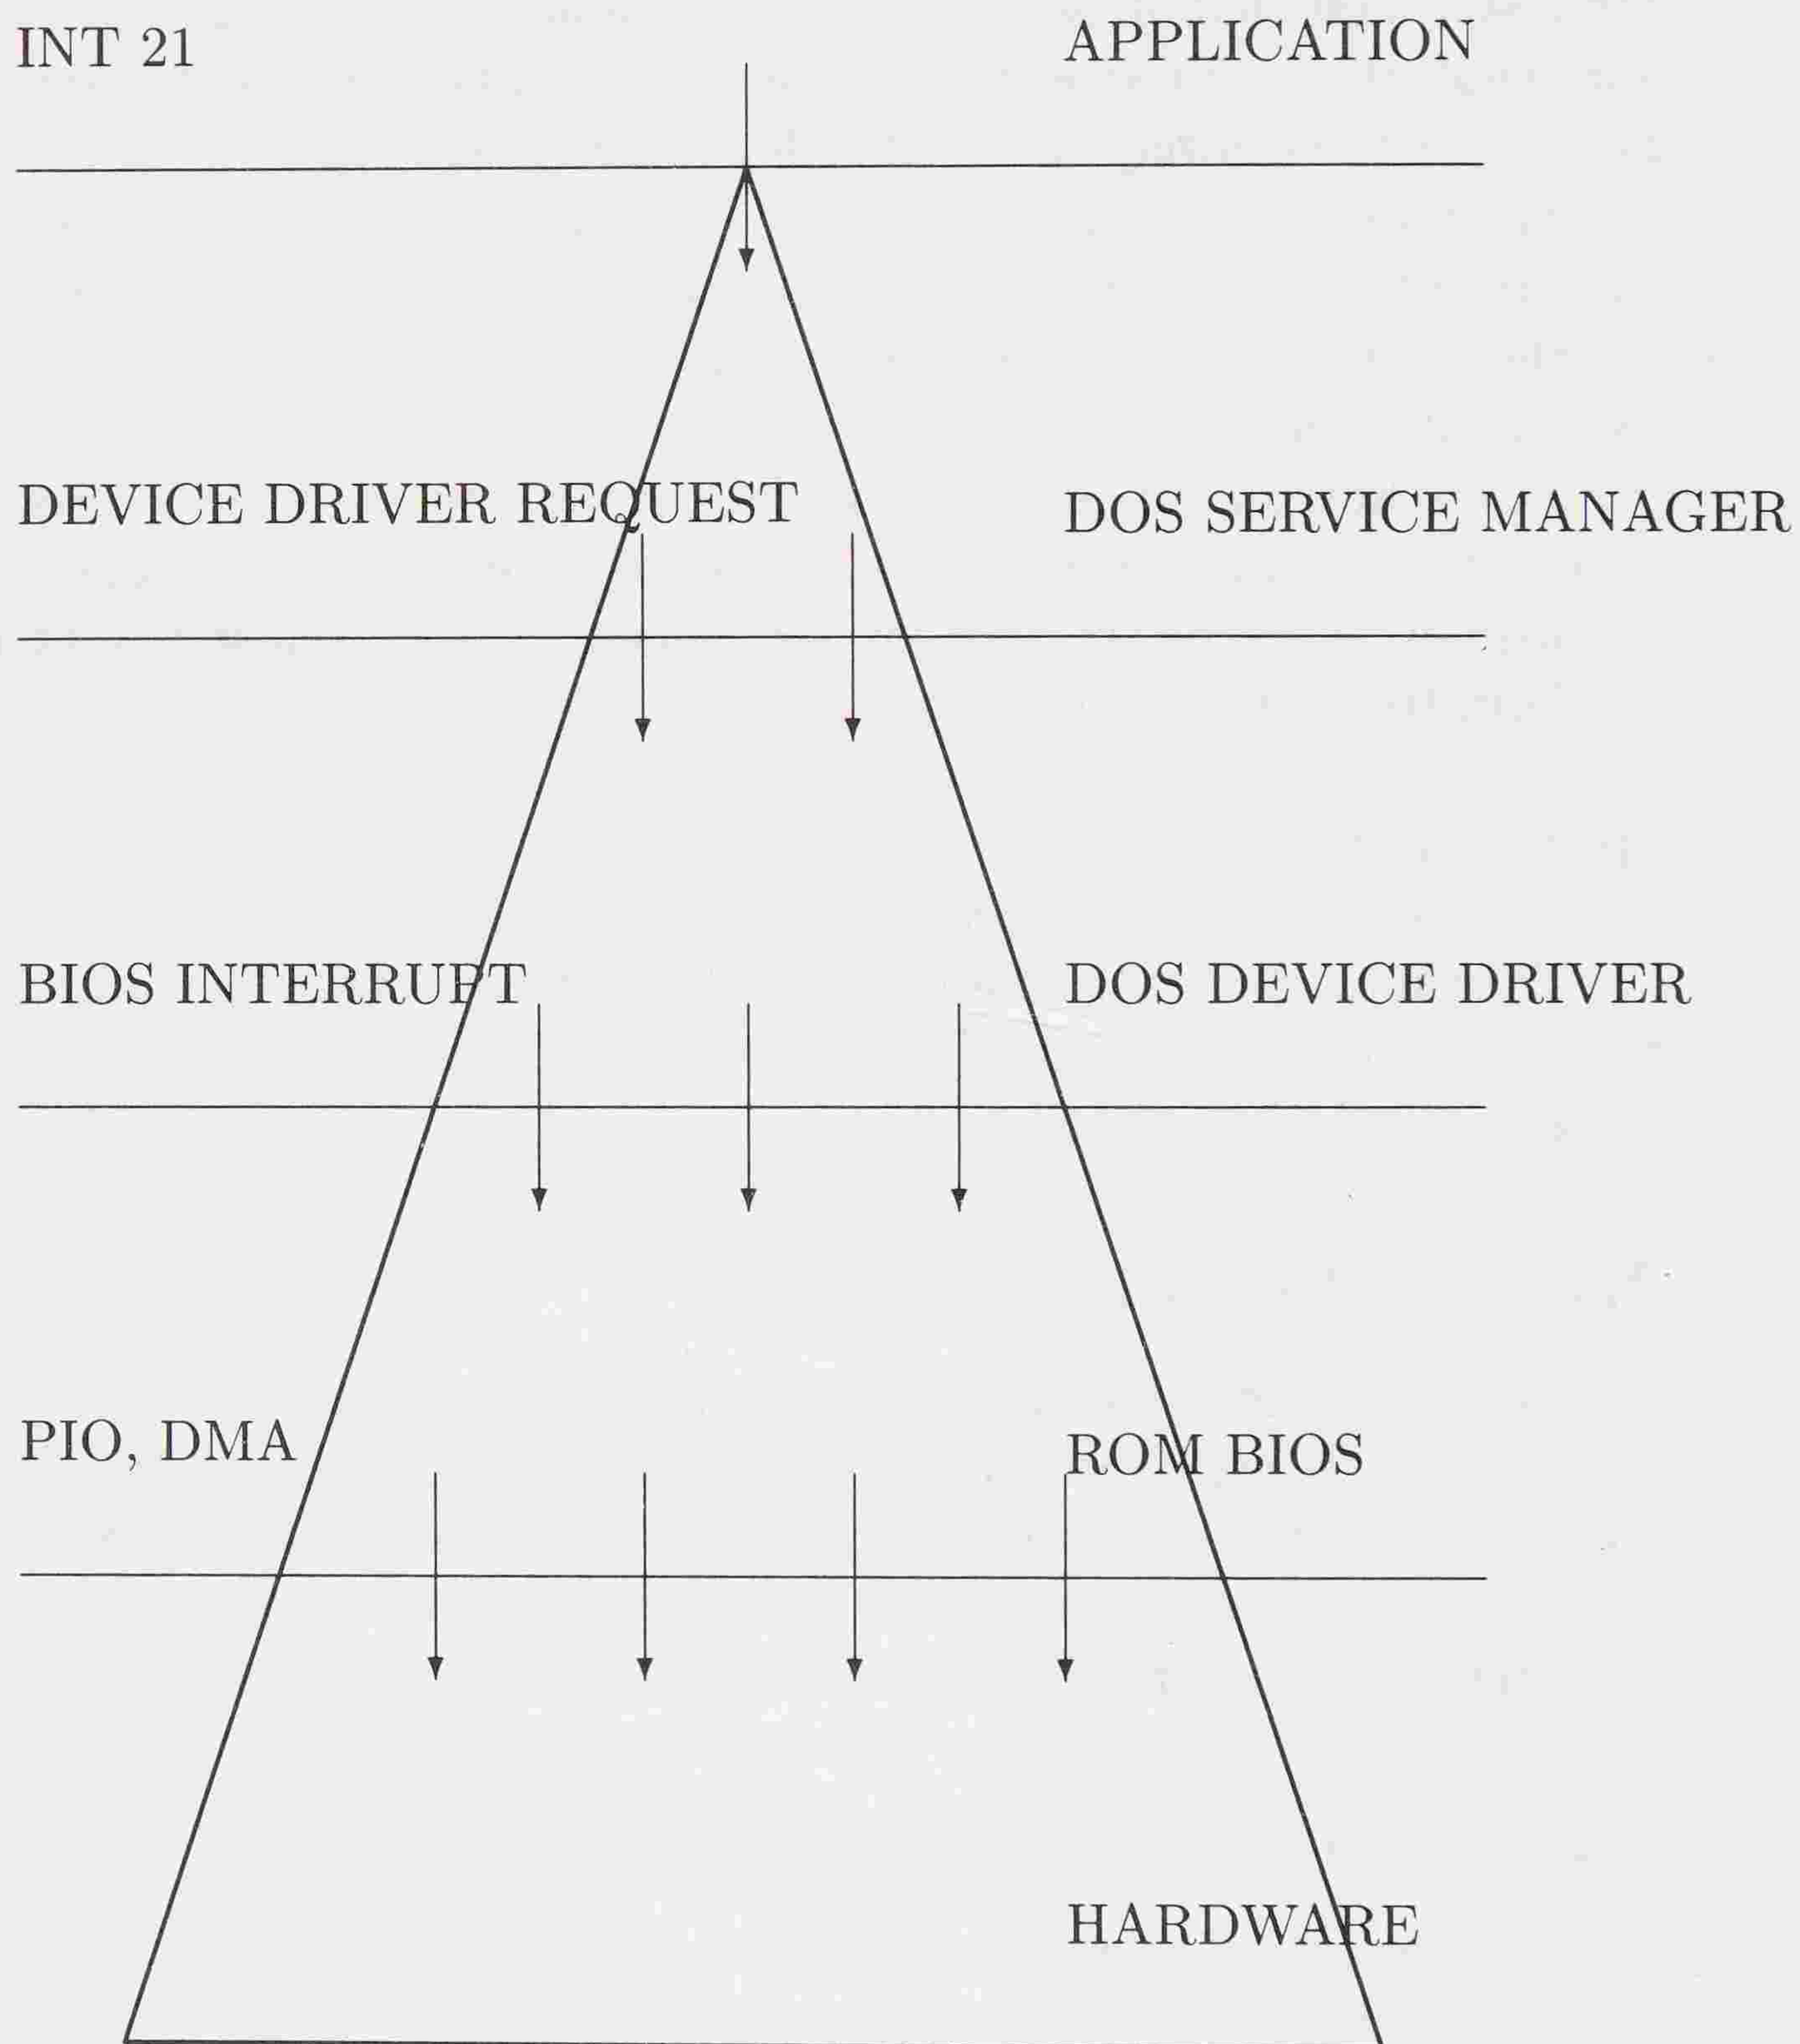 INT 21
APPLICATION
DEVICE DRIVER REQUEST
DOS SERVICE MANAGER
BIOS INTERRUPT
DOS DEVICE DRIVER
PIO, DMA
ROM BIOS
HARDWARE